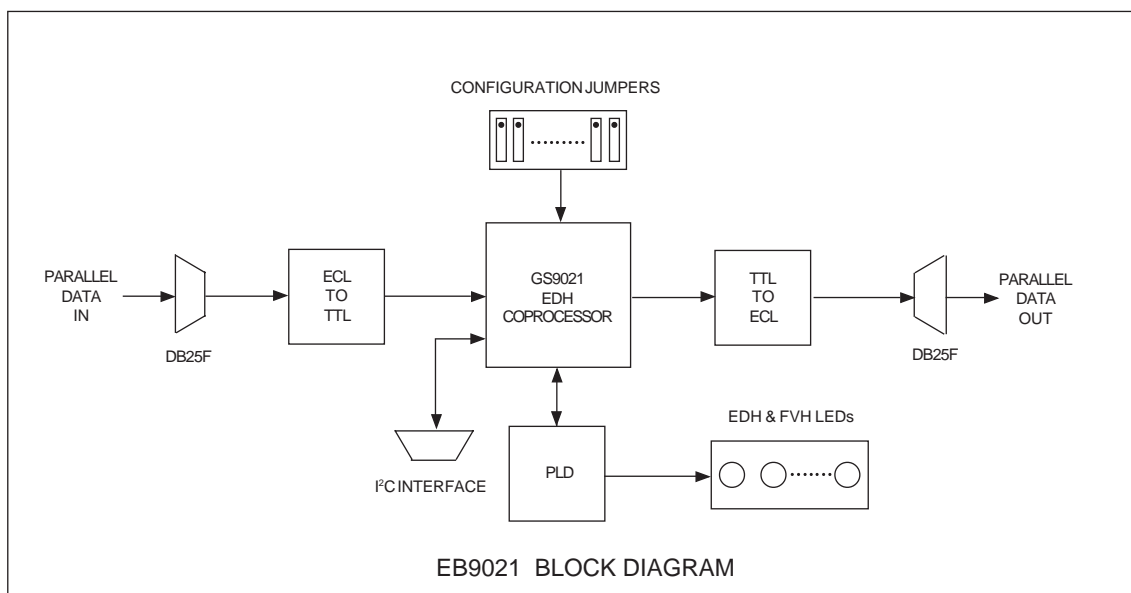 CONFIGURATION JUMPERS
PARALLEL
DATA
IN
DB25F
ECL
TO
TTL
GS9021
EDH
COPROCESSOR
TTL
TO
ECL
DB25F
PARALLEL
DATA
OUT
I²C INTERFACE
PLD
EDH & FVH LEDs
EB9021 BLOCK DIAGRAM